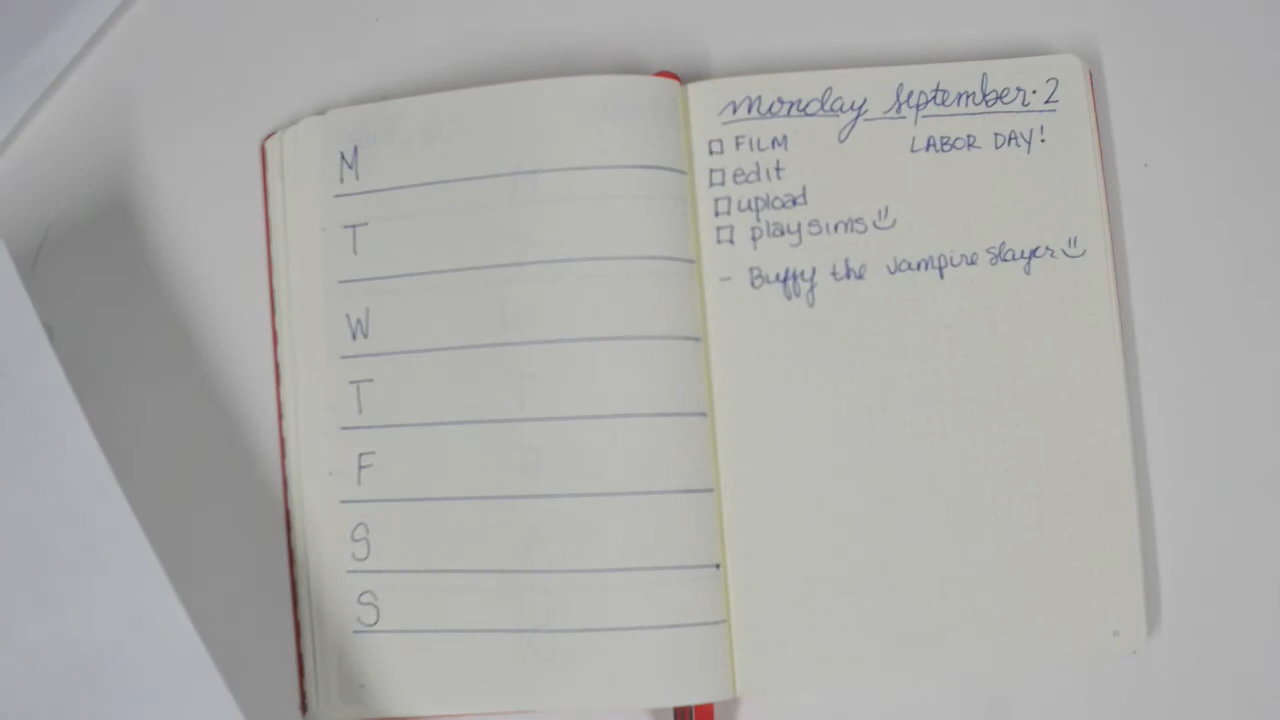 M
T
W
T
F
S
S
Monday September • 2
LABOR DAY!
FILM
edit
upload
play sims
- Buffy the vampire slayer